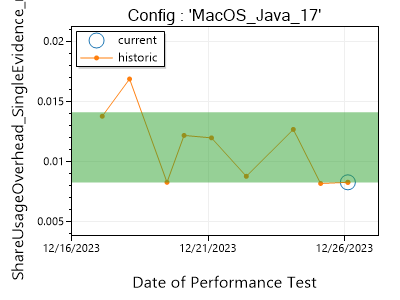 Config : 'MacOS_Java_17'
current
historic
0.02
0.015
0.01
0.005
12/16/2023
12/21/2023
12/26/2023
Date of Performance Test
ShareUsageOverhead_SingleEvidence_